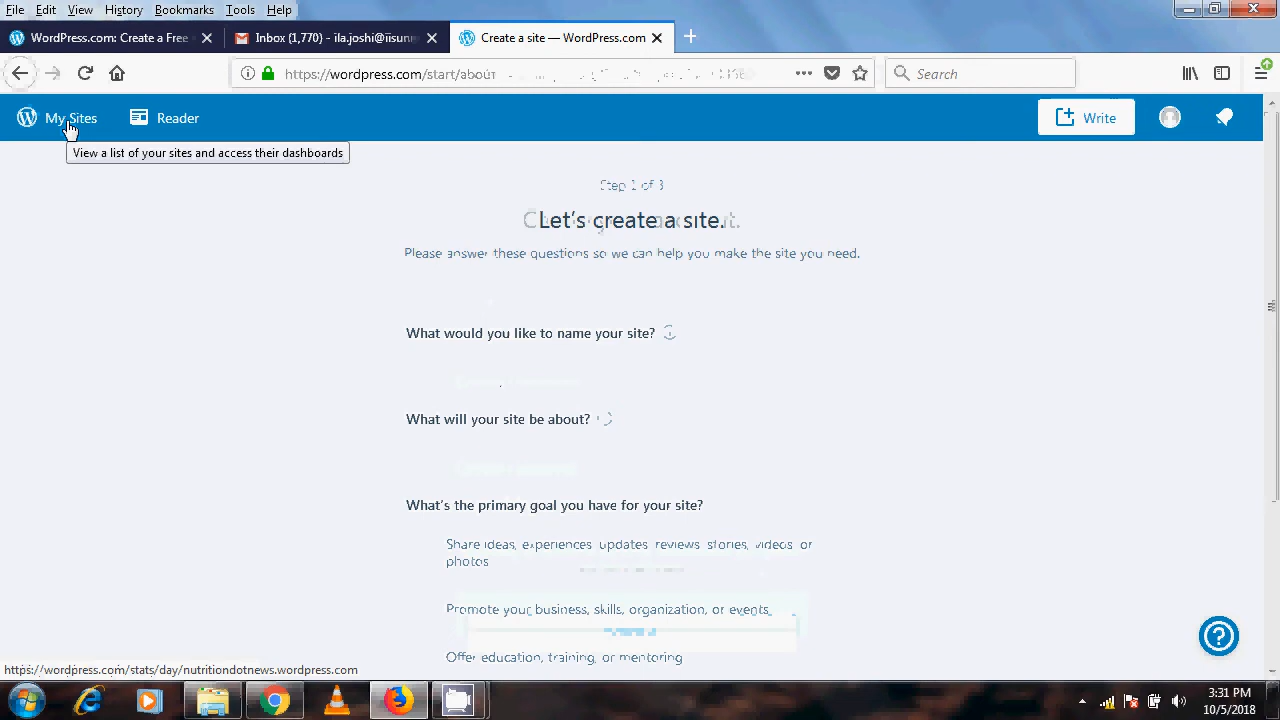 File Edit View History Bookmarks Tools Help
WordPress.com: Create a Free
Inbox (1,770) - ila.joshi@iisuni
Create a site — WordPress.com
https://wordpress.com/start/about
Search
My Sites
Reader
Write
View a list of your sites and access their dashboards
Step 1 of 3
Let's create a site.
Please answer these questions so we can help you make the site you need.
What would you like to name your site?
What will your site be about?
What's the primary goal you have for your site?
Share ideas, experiences, updates, reviews, stories, videos, or
photos
Promote your business, skills, organization, or events
Offer education, training, or mentoring
https://wordpress.com/stats/day/nutritiondotnews.wordpress.com
3:31 PM
10/5/2018